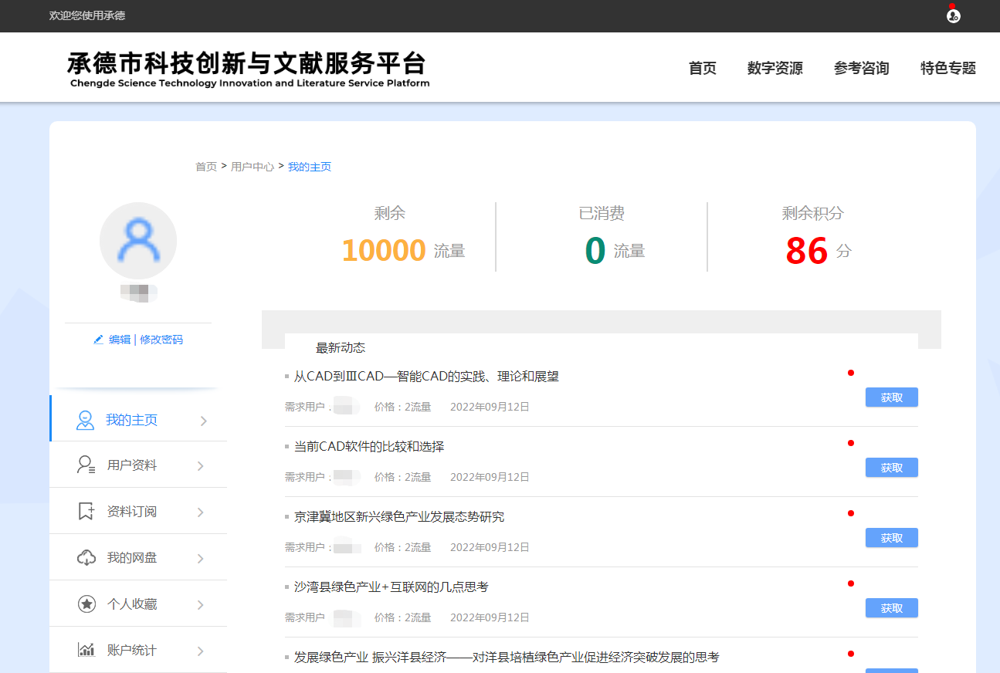 欢迎您使用承德
承德市科技创新与文献服务平台
Chengde Science Technology Innovation and Literature Service Platform
首页 数字资源 参考咨询 特色专题
首页 > 用户中心 > 我的主页
剩余 已消费 剩余积分
10000 流量 0 流量 86 分
编辑 | 修改密码
我的主页
用户资料
资料订阅
我的网盘
个人收藏
账户统计
最新动态
从CAD到ⅢCAD—智能CAD的实践、理论和展望
需求用户: 价格:2流量 2022年09月12日 获取
当前CAD软件的比较和选择
需求用户: 价格:2流量 2022年09月12日 获取
京津冀地区新兴绿色产业发展态势研究
需求用户: 价格:2流量 2022年09月12日 获取
沙湾县绿色产业+互联网的几点思考
需求用户 价格:2流量 2022年09月12日 获取
发展绿色产业 振兴洋县经济——对洋县培植绿色产业促进经济突破发展的思考